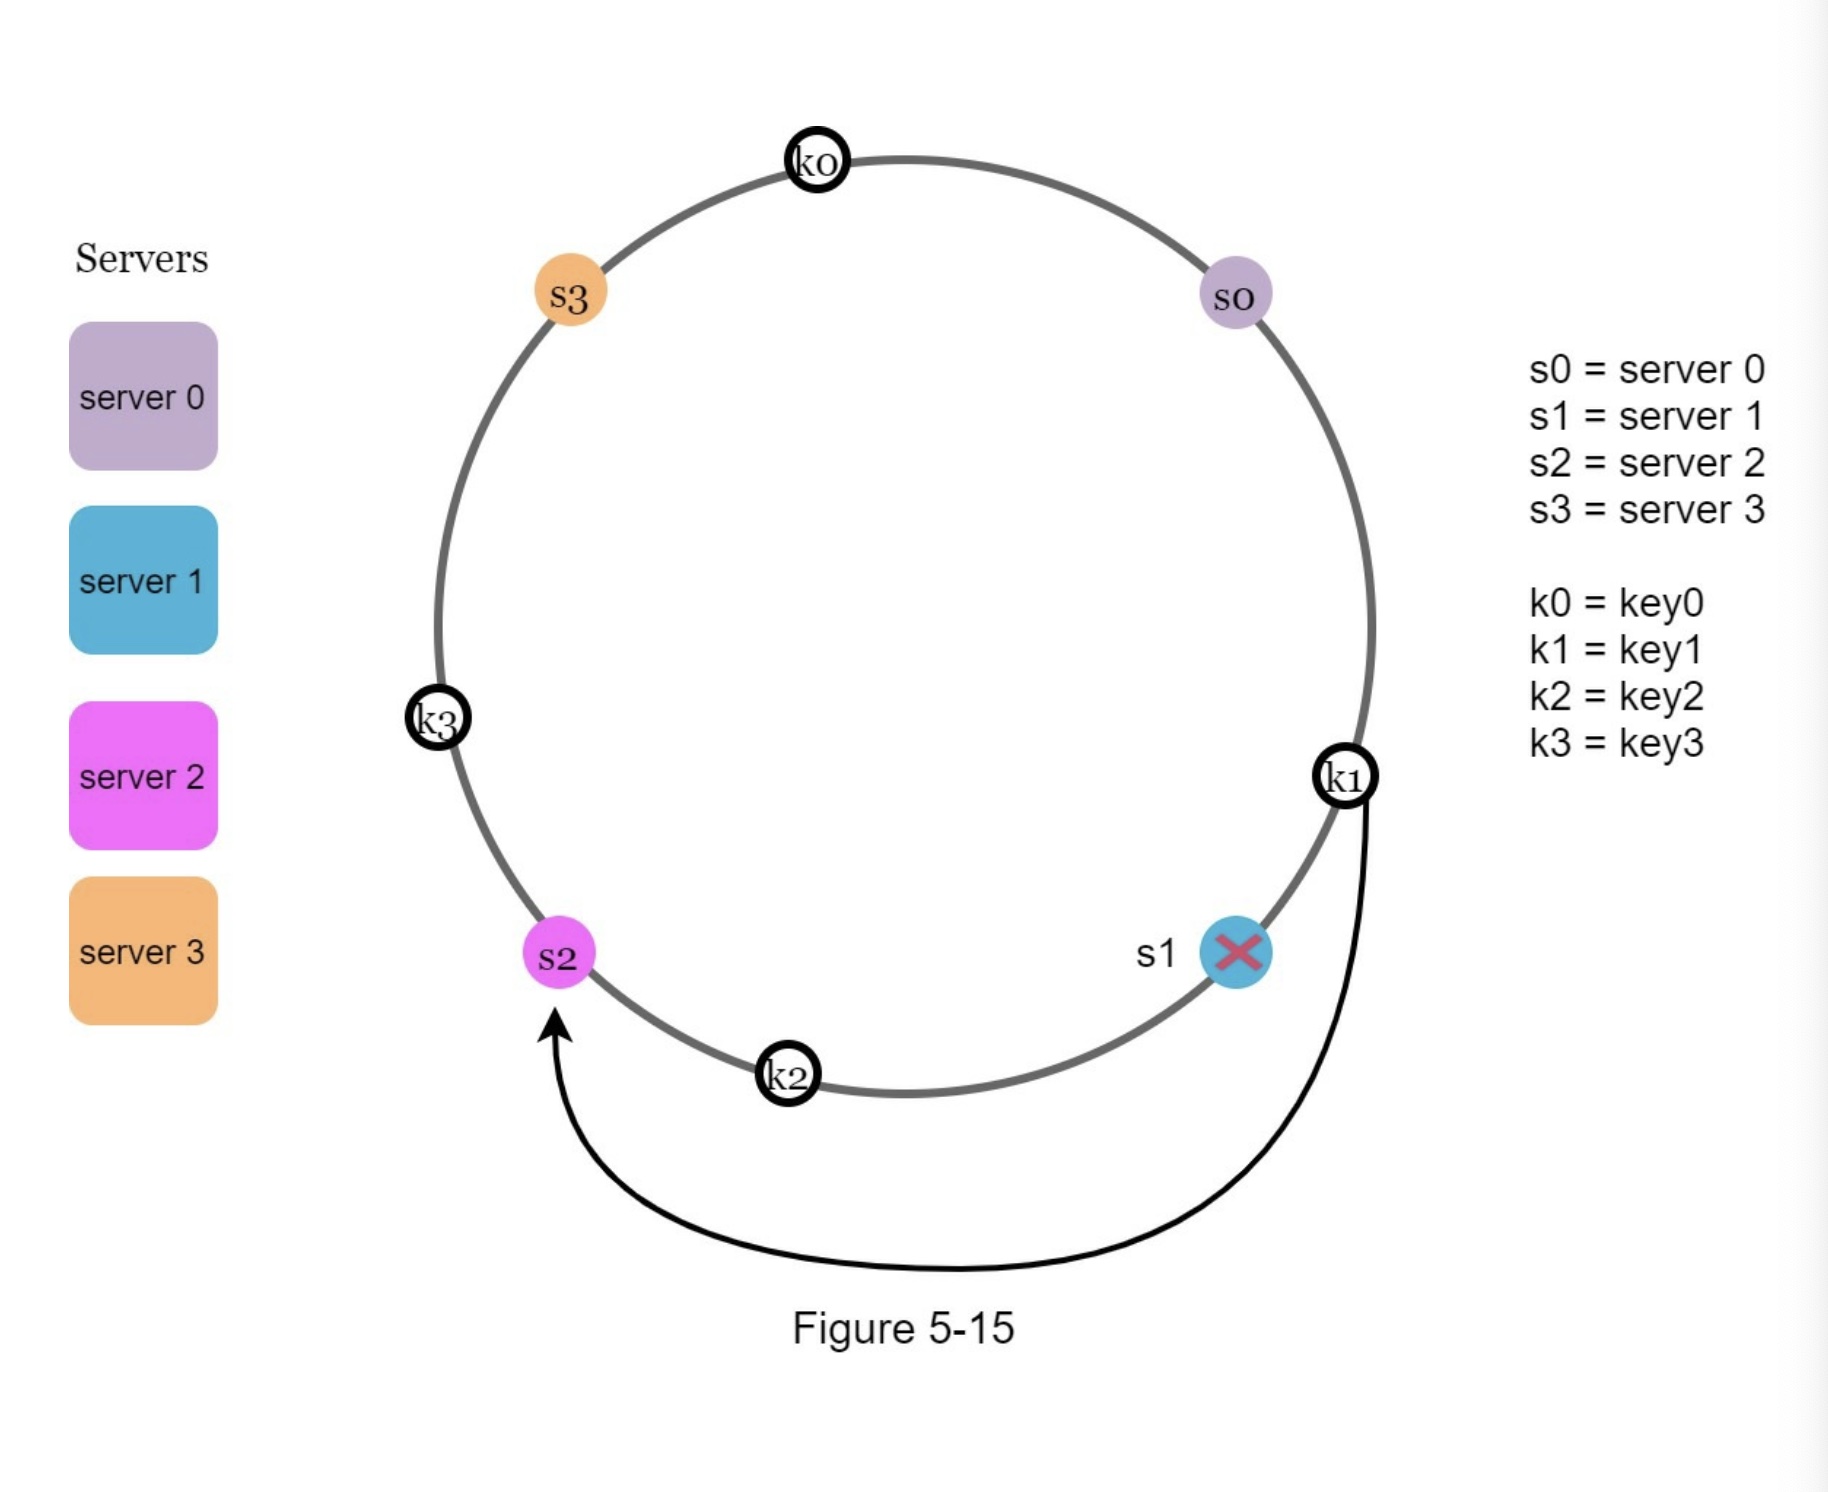 Servers
server 0
server 1
server 2
server 3
k0
s3
s0
k3
k1
s2
s1
k2
s0 = server 0
s1 = server 1
s2 = server 2
s3 = server 3
k0 = key0
k1 = key1
k2 = key2
k3 = key3
Figure 5-15